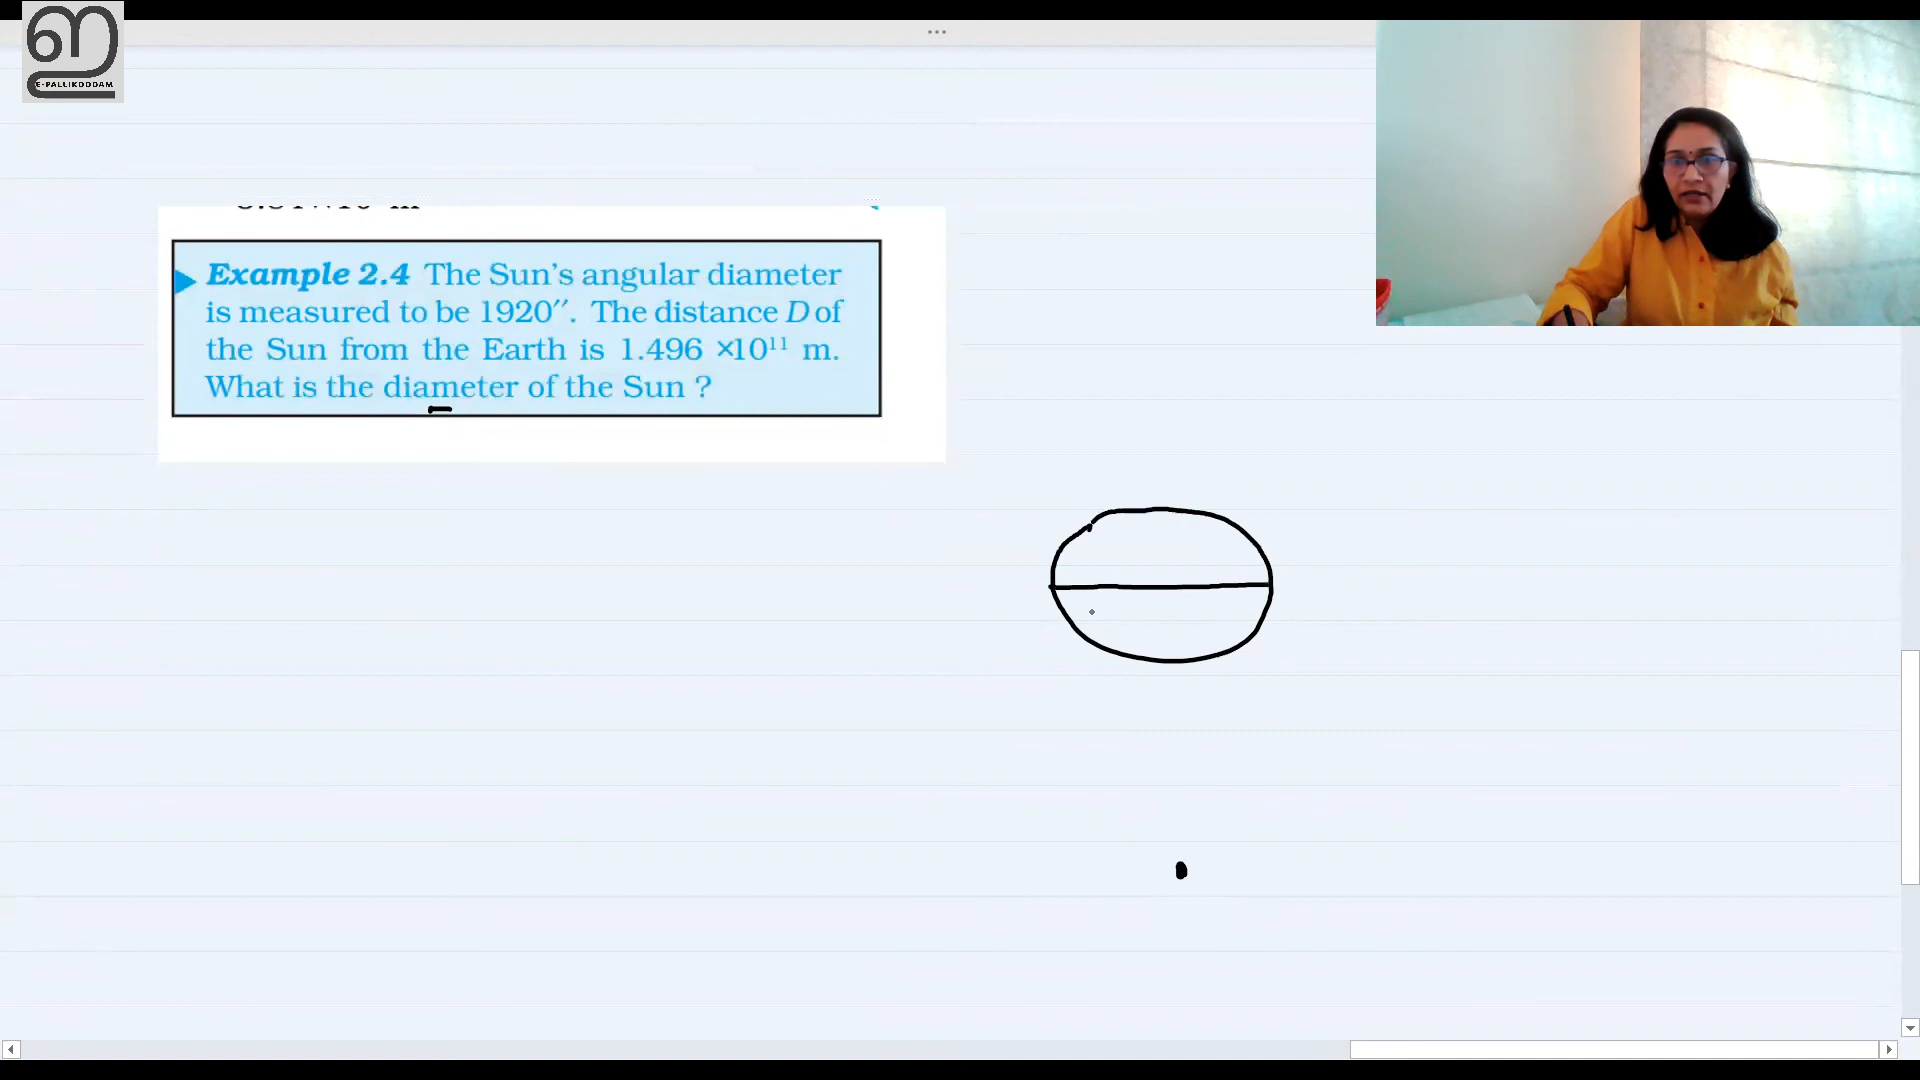 E-PALLIKOODAM
Example 2.4 The Sun's angular diameter
is measured to be 1920″. The distance D of
the Sun from the Earth is 1.496 ×10¹¹ m.
What is the diameter of the Sun ?